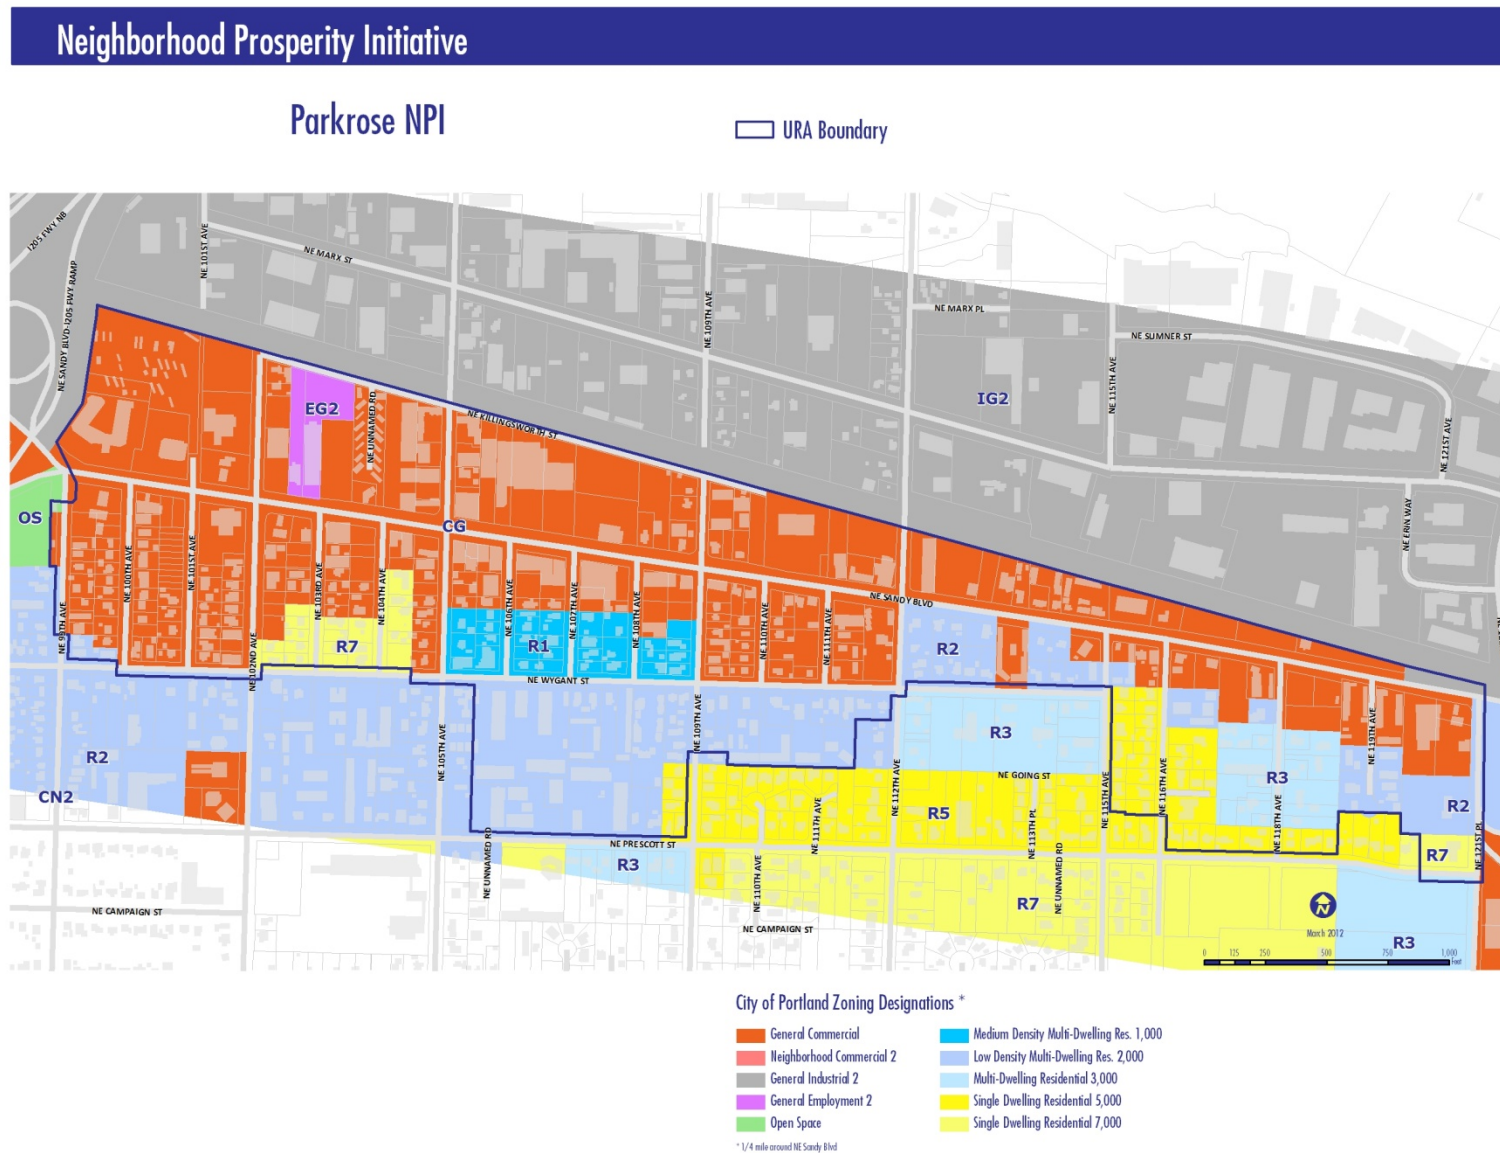 Neighborhood Prosperity Initiative
Parkrose NPI
URA Boundary
I205 FWY NB
NE SANDY BLVD-I205 FWY RAMP
NE 101ST AVE
NE MARX ST
NE 109TH AVE
NE MARX PL
NE SUMNER ST
NE 115TH AVE
IG2
NE 121ST AVE
EG2
NE UNNAMED RD
NE KILLINGSWORTH ST
OS
CG
NE ERIN WAY
NE 99TH AVE
NE 100TH AVE
NE 101ST AVE
NE 102ND AVE
NE 103RD AVE
NE 104TH AVE
R7
NE 106TH AVE
R1
NE 107TH AVE
NE 108TH AVE
NE 110TH AVE
NE 111TH AVE
NE SANDY BLVD
R2
NE WYGANT ST
R2
CN2
NE 105TH AVE
NE 109TH AVE
R3
NE GOING ST
NE 112TH AVE
NE 115TH AVE
NE 116TH AVE
R3
NE 118TH AVE
NE 119TH AVE
R2
NE 111TH AVE
R5
NE 113TH PL
NE 121ST PL
R7
NE UNNAMED RD
NE PRESCOTT ST
R3
NE 110TH AVE
R7
NE UNNAMED RD
NE CAMPAIGN ST
NE CAMPAIGN ST
N
March 2012
R3
0 125 250 500 750 1,000
Feet
City of Portland Zoning Designations *
General Commercial
Neighborhood Commercial 2
General Industrial 2
General Employment 2
Open Space
Medium Density Multi-Dwelling Res. 1,000
Low Density Multi-Dwelling Res. 2,000
Multi-Dwelling Residential 3,000
Single Dwelling Residential 5,000
Single Dwelling Residential 7,000
* 1/4 mile around NE Sandy Blvd